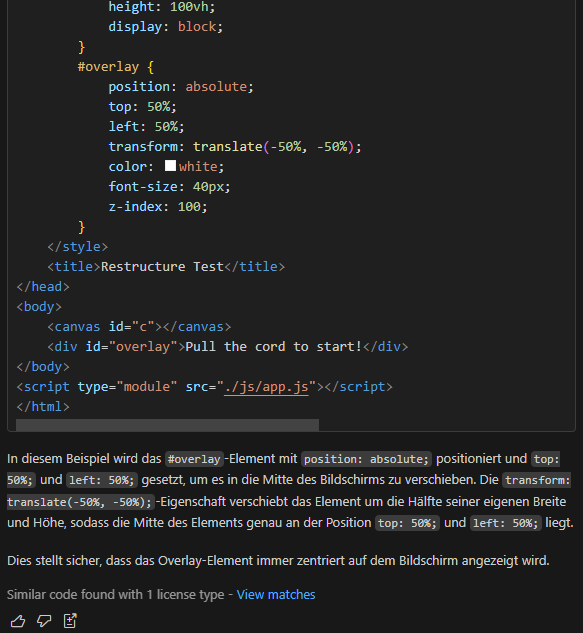 height: 100vh;
display: block;
}
#overlay {
position: absolute;
top: 50%;
left: 50%;
transform: translate(-50%, -50%);
color: white;
font-size: 40px;
z-index: 100;
}
</style>
<title>Restructure Test</title>
</head>
<body>
<canvas id="c"></canvas>
<div id="overlay">Pull the cord to start!</div>
</body>
<script type="module" src="./js/app.js"></script>
</html>
In diesem Beispiel wird das #overlay-Element mit position: absolute; positioniert und top:
50%; und left: 50%; gesetzt, um es in die Mitte des Bildschirms zu verschieben. Die transform:
translate(-50%, -50%);-Eigenschaft verschiebt das Element um die Hälfte seiner eigenen Breite
und Höhe, sodass die Mitte des Elements genau an der Position top: 50%; und left: 50%; liegt.
Dies stellt sicher, dass das Overlay-Element immer zentriert auf dem Bildschirm angezeigt wird.
Similar code found with 1 license type - View matches